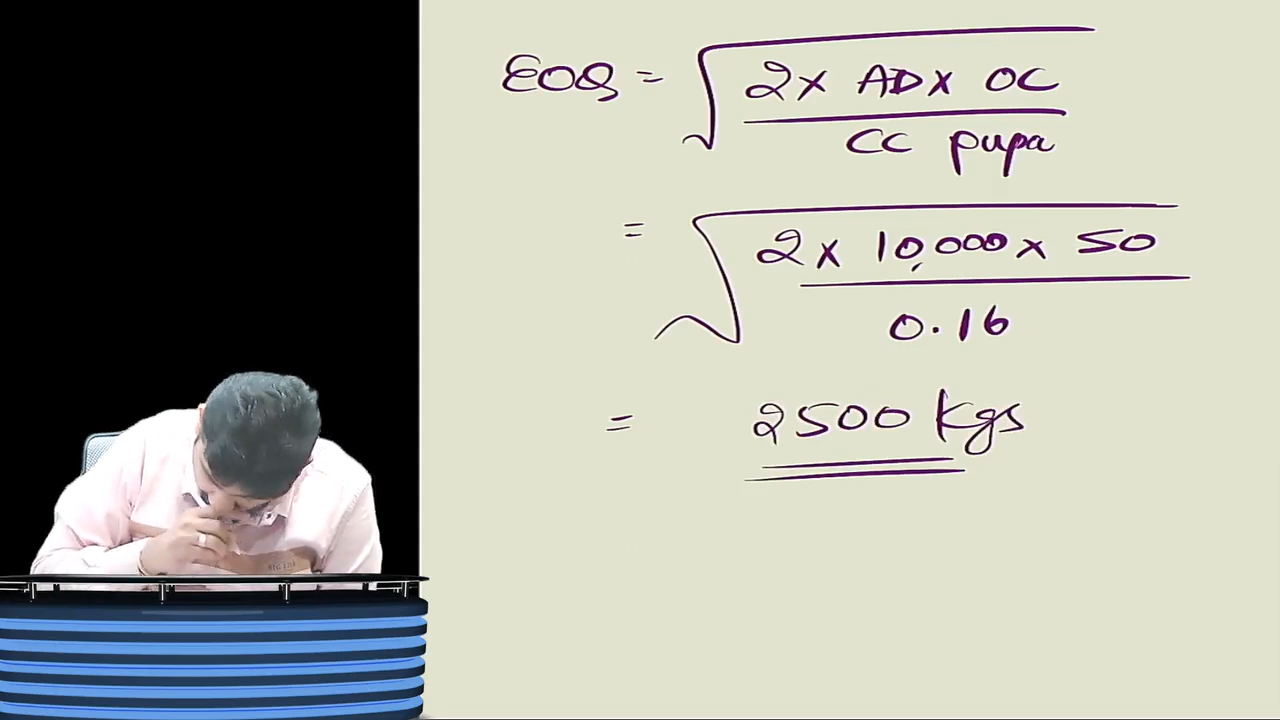 EOQ = √ 2 x AD x OC
CC pupa
= √ 2 x 10,000 x 50
0.16
= 2500 kgs